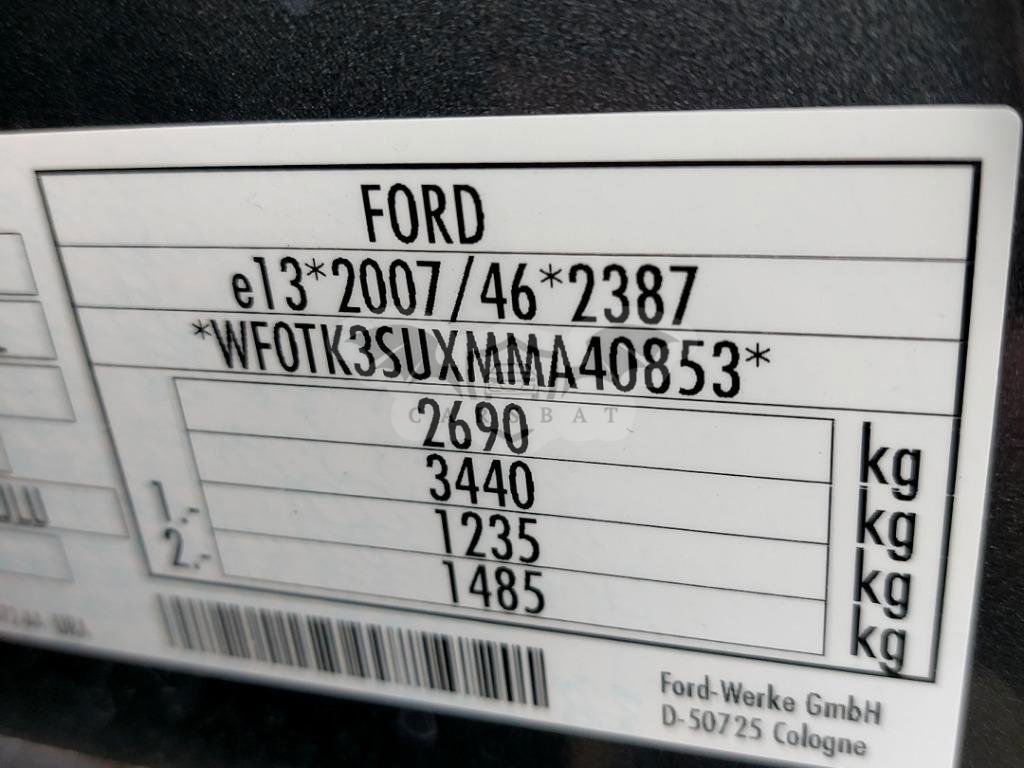 FORD
e13*2007/46*2387
*WF0TK3SUXMMA40853*
CARSBAT
2690 kg
3440 kg
1.- 1235 kg
2.- 1485 kg
Ford-Werke GmbH
D-50725 Cologne